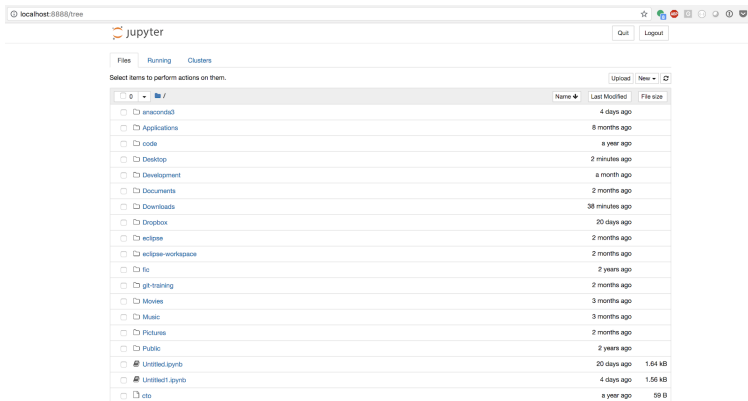 localhost:8888/tree
jupyter Quit Logout
Files Running Clusters
Select items to perform actions on them. Upload New
0 / Name Last Modified File size
anaconda3 4 days ago
Applications 8 months ago
code a year ago
Desktop 2 minutes ago
Development a month ago
Documents 2 months ago
Downloads 38 minutes ago
Dropbox 20 days ago
eclipse 2 months ago
eclipse-workspace 2 months ago
fic 2 years ago
git-training 2 months ago
Movies 3 months ago
Music 3 months ago
Pictures 2 months ago
Public 2 years ago
Untitled.ipynb 20 days ago 1.64 kB
Untitled1.ipynb 4 days ago 1.56 kB
cto a year ago 59 B